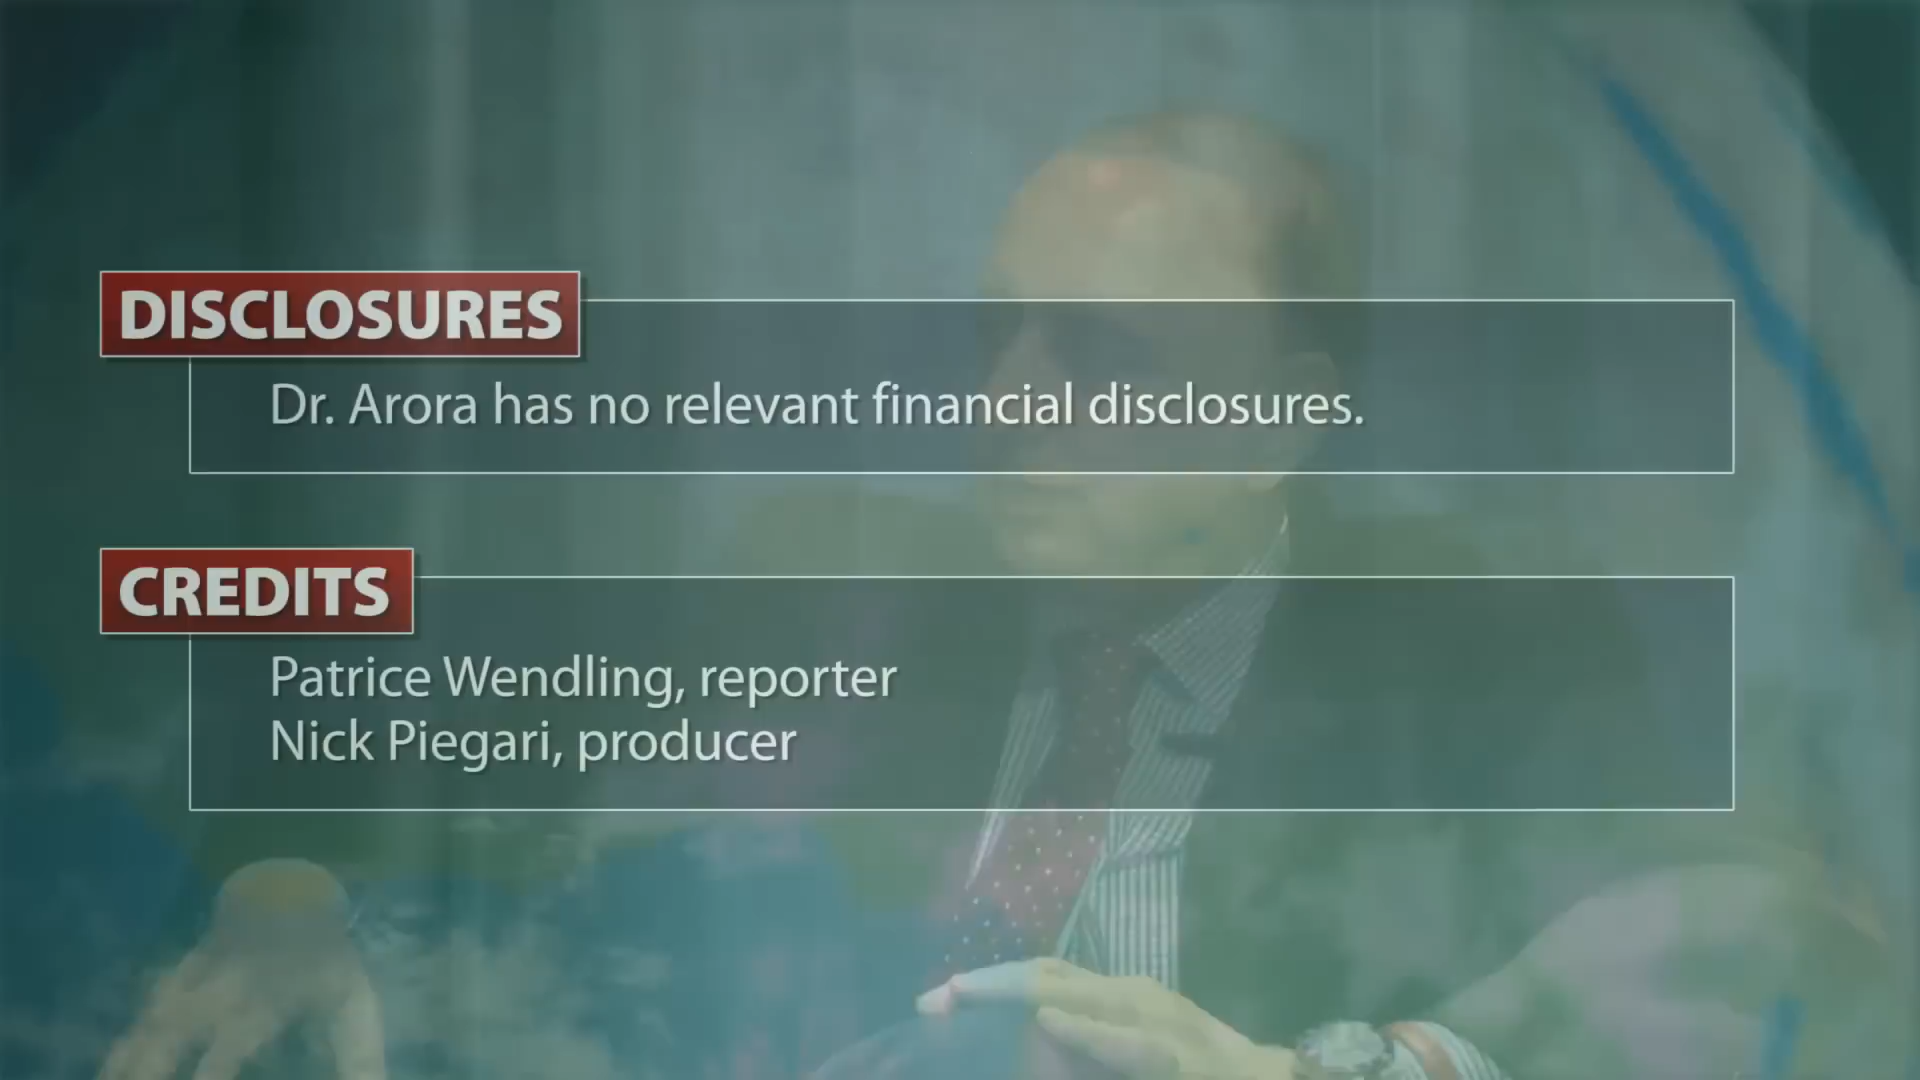 DISCLOSURES
Dr. Arora has no relevant financial disclosures.
CREDITS
Patrice Wendling, reporter
Nick Piegari, producer